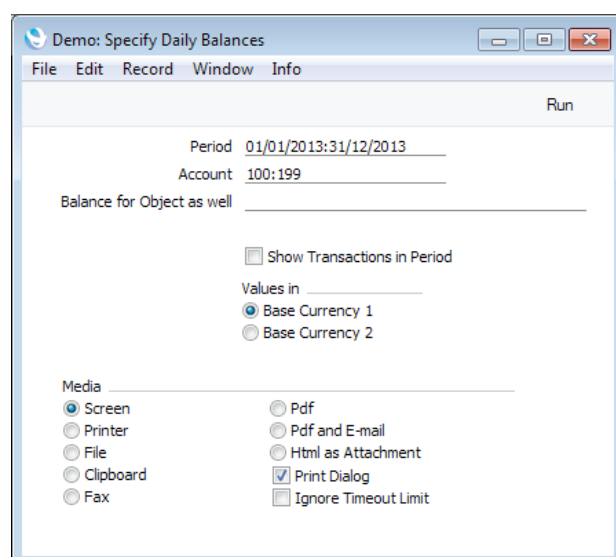 Demo: Specify Daily Balances
File Edit Record Window Info
Run
Period 01/01/2013:31/12/2013
Account 100:199
Balance for Object as well
Show Transactions in Period
Values in
Base Currency 1
Base Currency 2
Media
Screen Pdf
Printer Pdf and E-mail
File Html as Attachment
Clipboard Print Dialog
Fax Ignore Timeout Limit